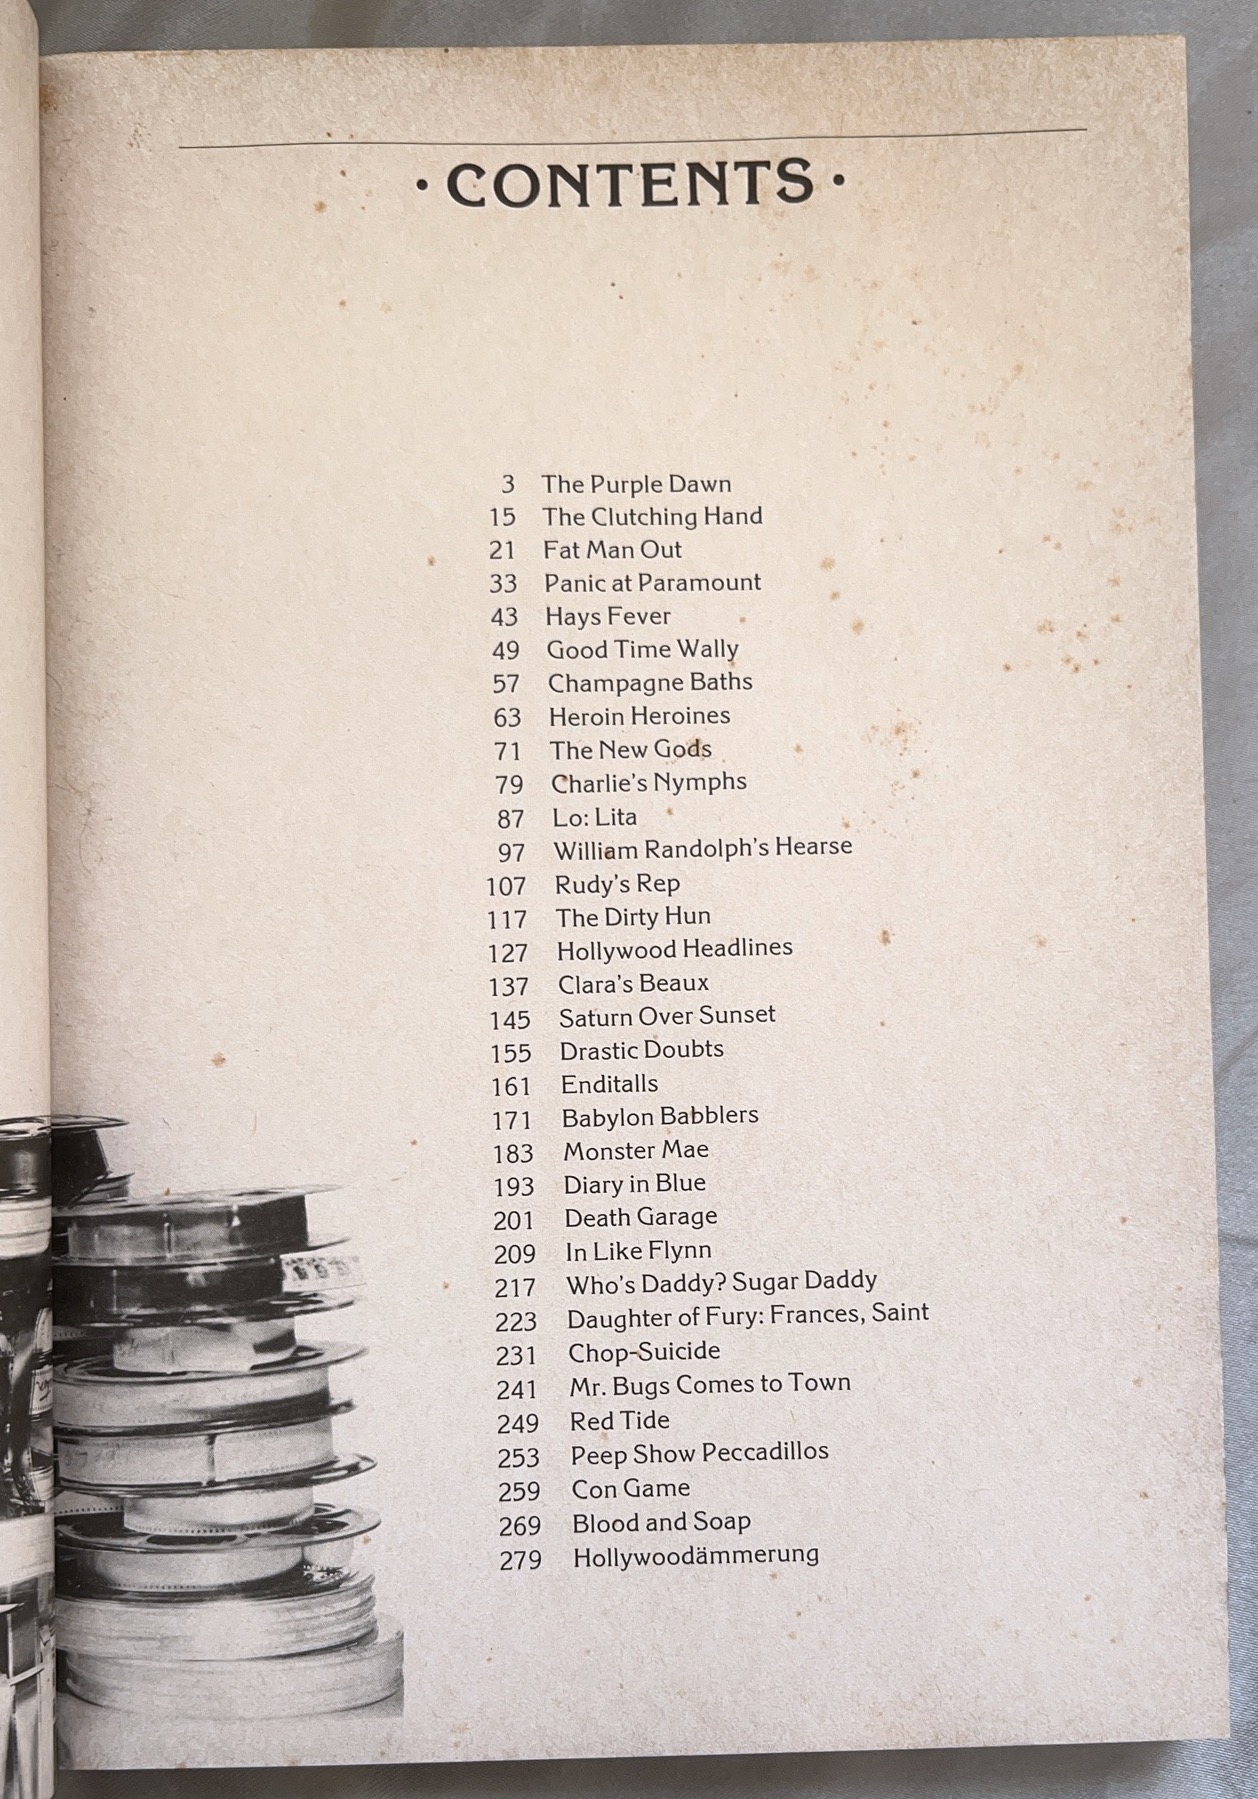 · CONTENTS ·
3 The Purple Dawn
15 The Clutching Hand
21 Fat Man Out
33 Panic at Paramount
43 Hays Fever
49 Good Time Wally
57 Champagne Baths
63 Heroin Heroines
71 The New Gods
79 Charlie's Nymphs
87 Lo: Lita
97 William Randolph's Hearse
107 Rudy's Rep
117 The Dirty Hun
127 Hollywood Headlines
137 Clara's Beaux
145 Saturn Over Sunset
155 Drastic Doubts
161 Enditalls
171 Babylon Babblers
183 Monster Mae
193 Diary in Blue
201 Death Garage
209 In Like Flynn
217 Who's Daddy? Sugar Daddy
223 Daughter of Fury: Frances, Saint
231 Chop-Suicide
241 Mr. Bugs Comes to Town
249 Red Tide
253 Peep Show Peccadillos
259 Con Game
269 Blood and Soap
279 Hollywoodämmerung